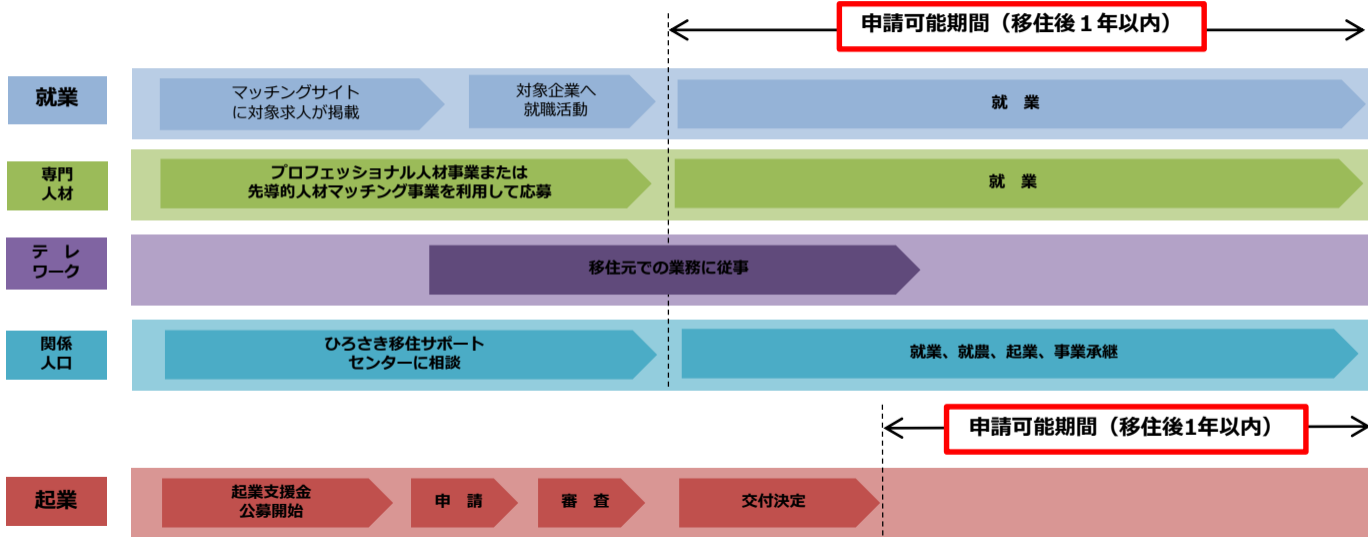 申請可能期間（移住後１年以内）
就業
マッチングサイト
に対象求人が掲載
対象企業へ
就職活動
就　業
専門
人材
プロフェッショナル人材事業または
先導的人材マッチング事業を利用して応募
就　業
テ　レ
ワーク
移住元での業務に従事
関係
人口
ひろさき移住サポート
センターに相談
就業、就農、起業、事業承継
申請可能期間（移住後1年以内）
起業
起業支援金
公募開始
申　請
審　査
交付決定